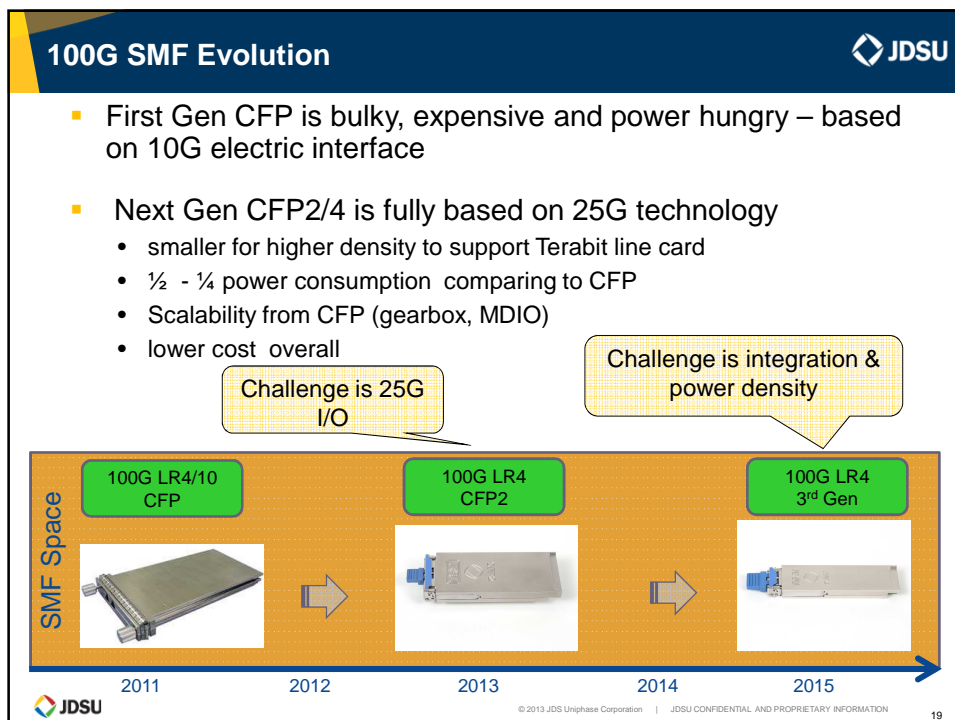 100G SMF Evolution
JDSU
▪ First Gen CFP is bulky, expensive and power hungry – based
on 10G electric interface
▪ Next Gen CFP2/4 is fully based on 25G technology
• smaller for higher density to support Terabit line card
• ½ - ¼ power consumption comparing to CFP
• Scalability from CFP (gearbox, MDIO)
• lower cost overall
Challenge is 25G
I/O
Challenge is integration &
power density
SMF Space
100G LR4/10
CFP
100G LR4
CFP2
100G LR4
3rd Gen
2011
2012
2013
2014
2015
JDSU
© 2013 JDS Uniphase Corporation | JDSU CONFIDENTIAL AND PROPRIETARY INFORMATION
19